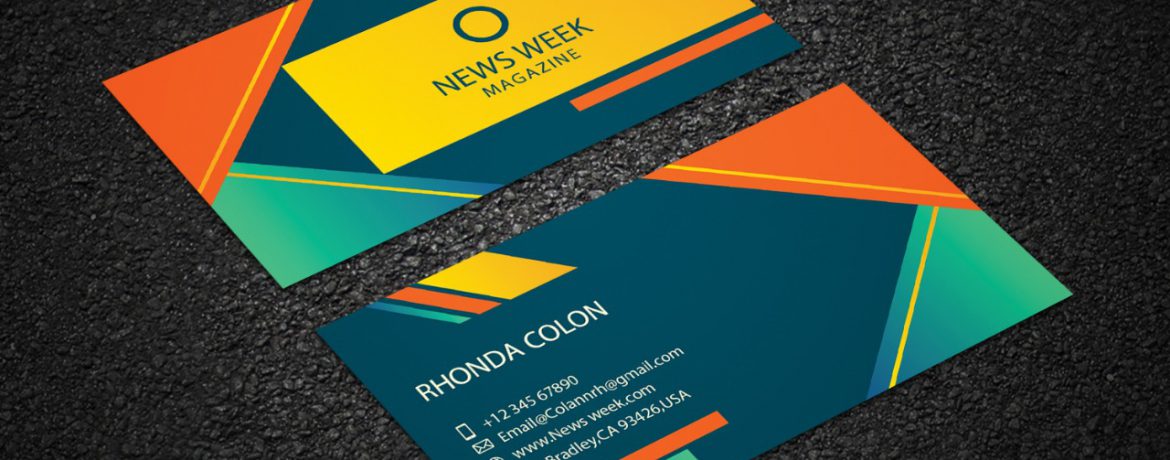 NEWS WEEK
MAGAZINE
RHONDA COLON
+12 345 67890
Email@Colannrh@gmail.com
www.News week.com
Bradley,CA 93426,USA